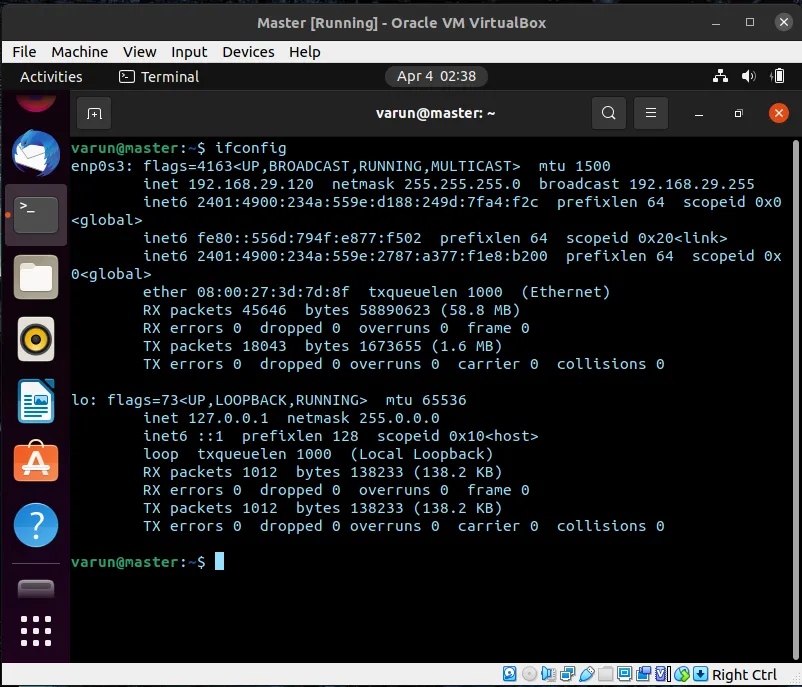 Master [Running] - Oracle VM VirtualBox
File Machine View Input Devices Help
Activities Terminal Apr 4 02:38
varun@master: ~
varun@master:~$ ifconfig
enp0s3: flags=4163<UP,BROADCAST,RUNNING,MULTICAST>  mtu 1500
        inet 192.168.29.120  netmask 255.255.255.0  broadcast 192.168.29.255
        inet6 2401:4900:234a:559e:d188:249d:7fa4:f2c  prefixlen 64  scopeid 0x0
<global>
        inet6 fe80::556d:794f:e877:f502  prefixlen 64  scopeid 0x20<link>
        inet6 2401:4900:234a:559e:2787:a377:f1e8:b200  prefixlen 64  scopeid 0x
0<global>
        ether 08:00:27:3d:7d:8f  txqueuelen 1000  (Ethernet)
        RX packets 45646  bytes 58890623 (58.8 MB)
        RX errors 0  dropped 0  overruns 0  frame 0
        TX packets 18043  bytes 1673655 (1.6 MB)
        TX errors 0  dropped 0 overruns 0  carrier 0  collisions 0
lo: flags=73<UP,LOOPBACK,RUNNING>  mtu 65536
        inet 127.0.0.1  netmask 255.0.0.0
        inet6 ::1  prefixlen 128  scopeid 0x10<host>
        loop  txqueuelen 1000  (Local Loopback)
        RX packets 1012  bytes 138233 (138.2 KB)
        RX errors 0  dropped 0  overruns 0  frame 0
        TX packets 1012  bytes 138233 (138.2 KB)
        TX errors 0  dropped 0 overruns 0  carrier 0  collisions 0
varun@master:~$
Right Ctrl